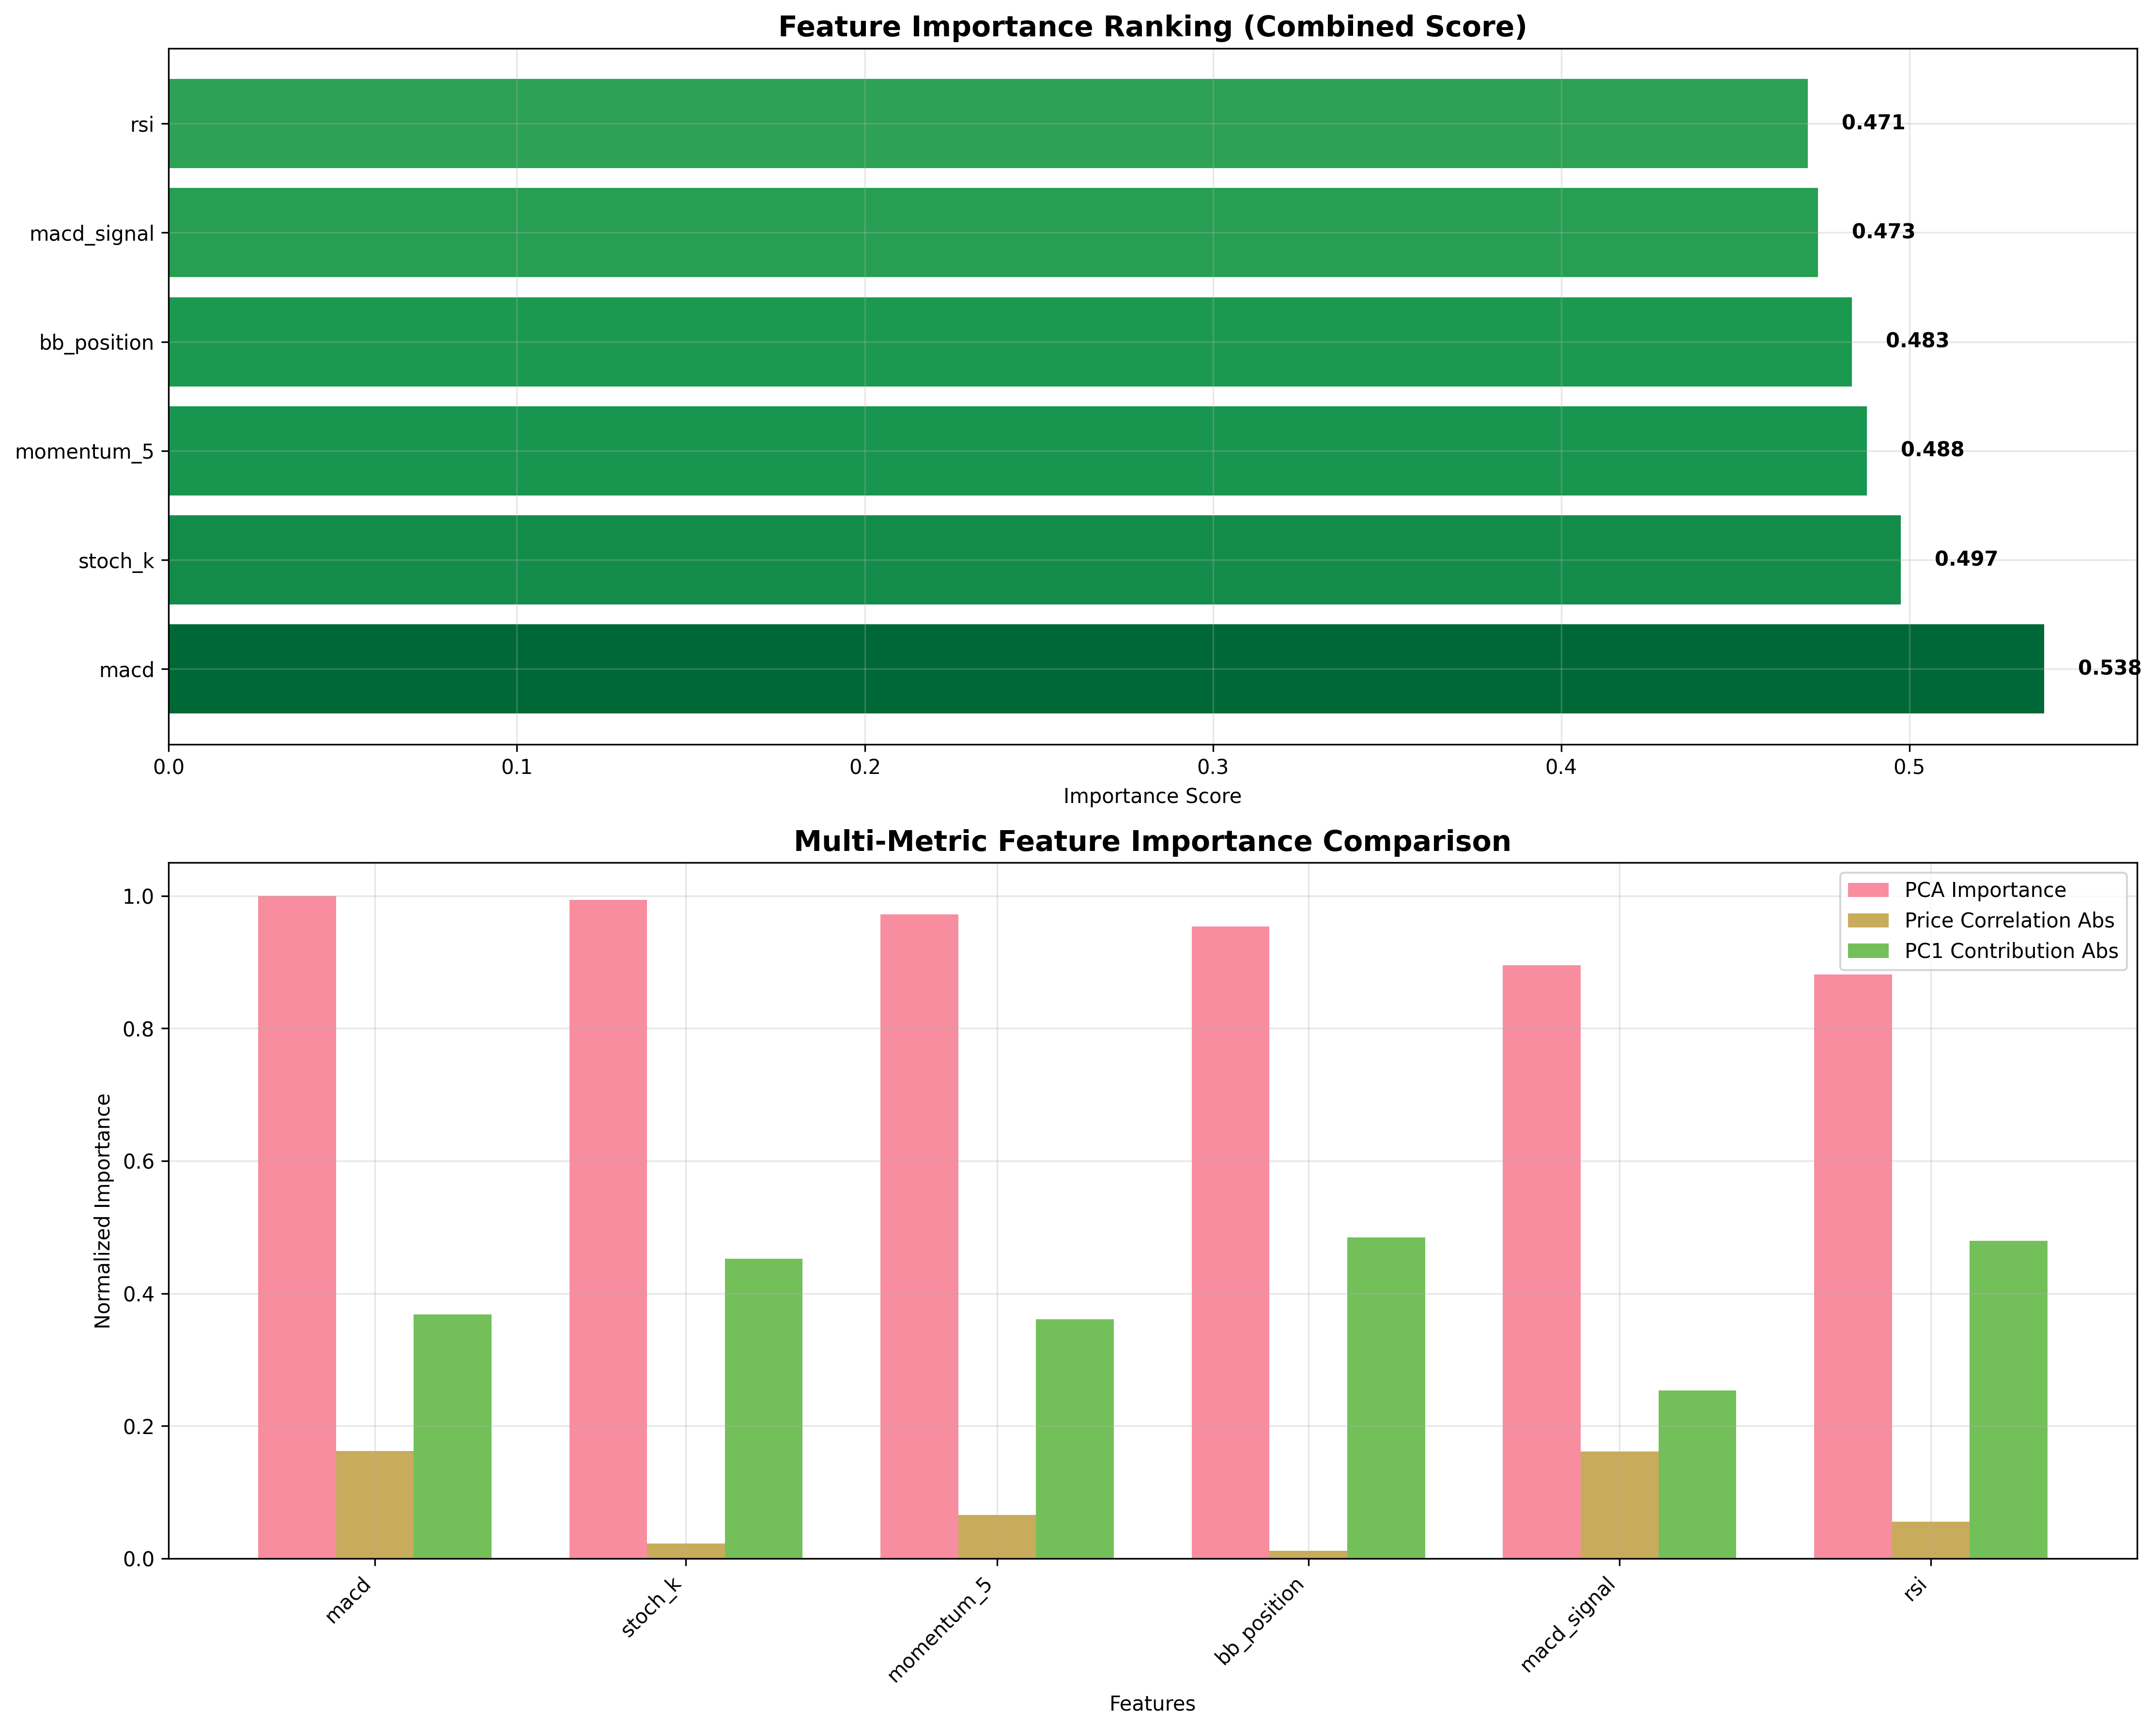 Feature Importance Ranking (Combined Score)
rsi
0.471
macd_signal
0.473
bb_position
0.483
momentum_5
0.488
stoch_k
0.497
macd
0.538
0.0 0.1 0.2 0.3 0.4 0.5
Importance Score
Multi-Metric Feature Importance Comparison
PCA Importance
Price Correlation Abs
PC1 Contribution Abs
1.0
0.8
0.6
0.4
0.2
0.0
Normalized Importance
macd stoch_k momentum_5 bb_position macd_signal rsi
Features